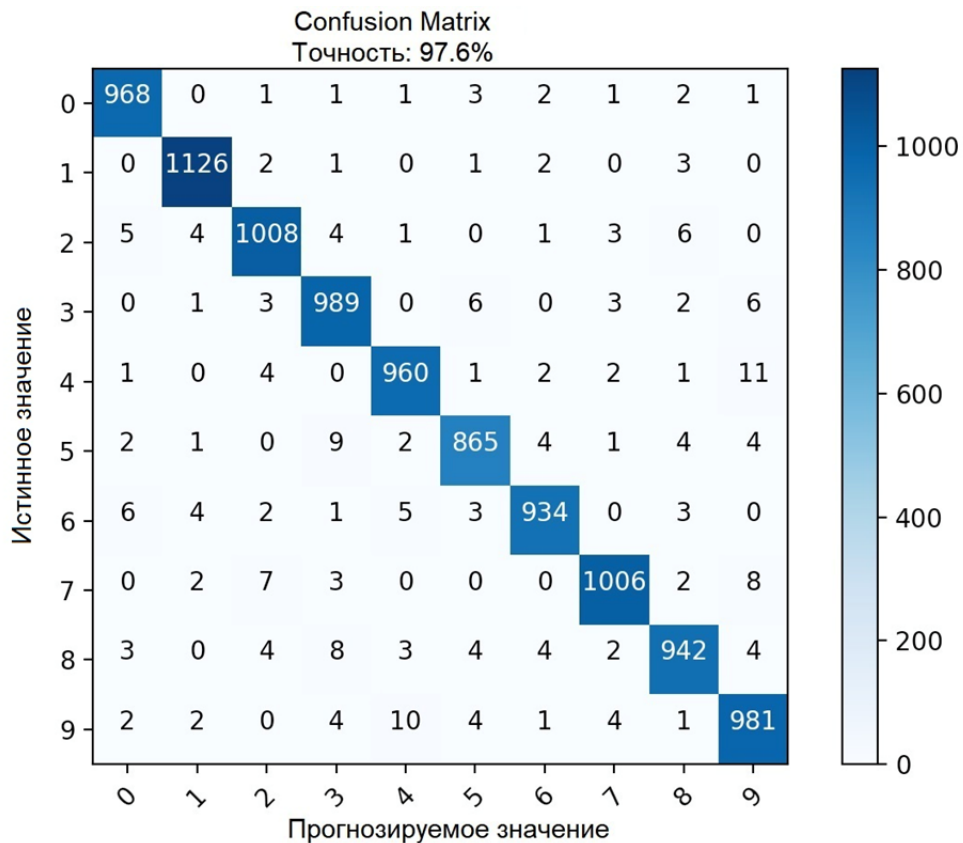 Confusion Matrix
Точность: 97.6%
0 968 0 1 1 1 3 2 1 2 1
1 0 1126 2 1 0 1 2 0 3 0
2 5 4 1008 4 1 0 1 3 6 0
3 0 1 3 989 0 6 0 3 2 6
4 1 0 4 0 960 1 2 2 1 11
5 2 1 0 9 2 865 4 1 4 4
6 6 4 2 1 5 3 934 0 3 0
7 0 2 7 3 0 0 0 1006 2 8
8 3 0 4 8 3 4 4 2 942 4
9 2 2 0 4 10 4 1 4 1 981
0 1 2 3 4 5 6 7 8 9
Прогнозируемое значение
Истинное значение
1000
800
600
400
200
0